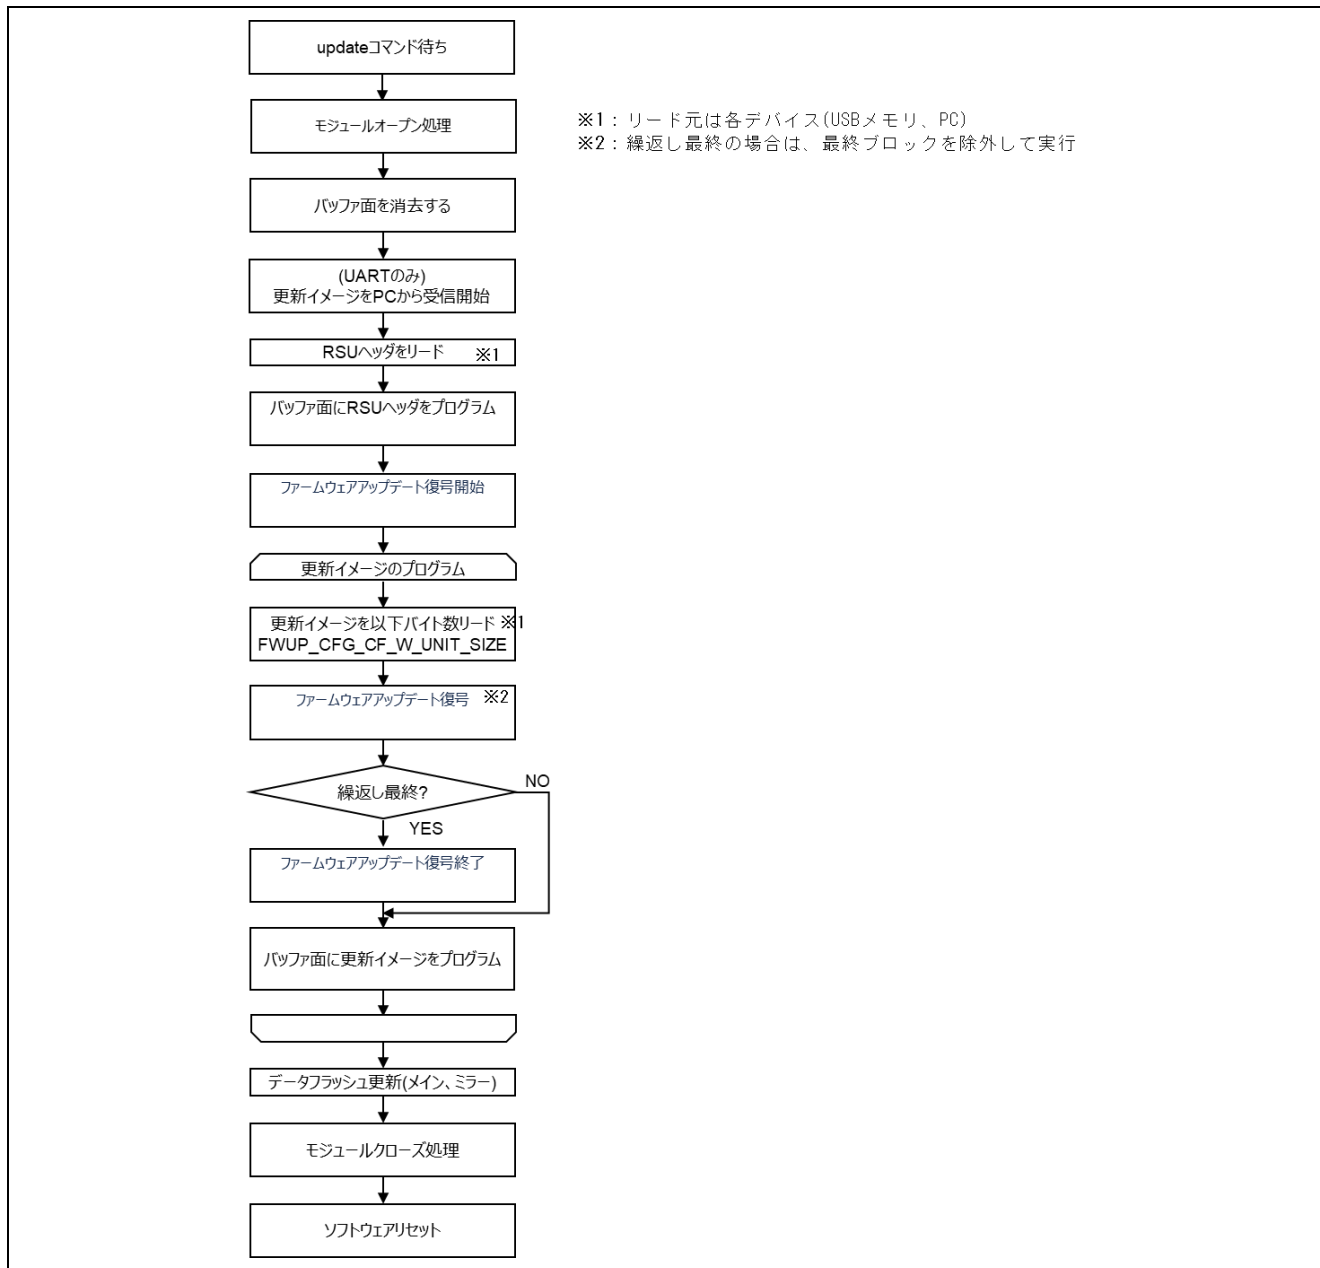 updateコマンド待ち
モジュールオープン処理
※1：リード元は各デバイス(USBメモリ、PC)
※2：繰返し最終の場合は、最終ブロックを除外して実行
バッファ面を消去する
(UARTのみ)
更新イメージをPCから受信開始
RSUヘッダをリード ※1
バッファ面にRSUヘッダをプログラム
ファームウェアアップデート復号開始
更新イメージのプログラム
更新イメージを以下バイト数リード ※1
FWUP_CFG_CF_W_UNIT_SIZE
ファームウェアアップデート復号 ※2
繰返し最終?
NO
YES
ファームウェアアップデート復号終了
バッファ面に更新イメージをプログラム
データフラッシュ更新(メイン、ミラー)
モジュールクローズ処理
ソフトウェアリセット